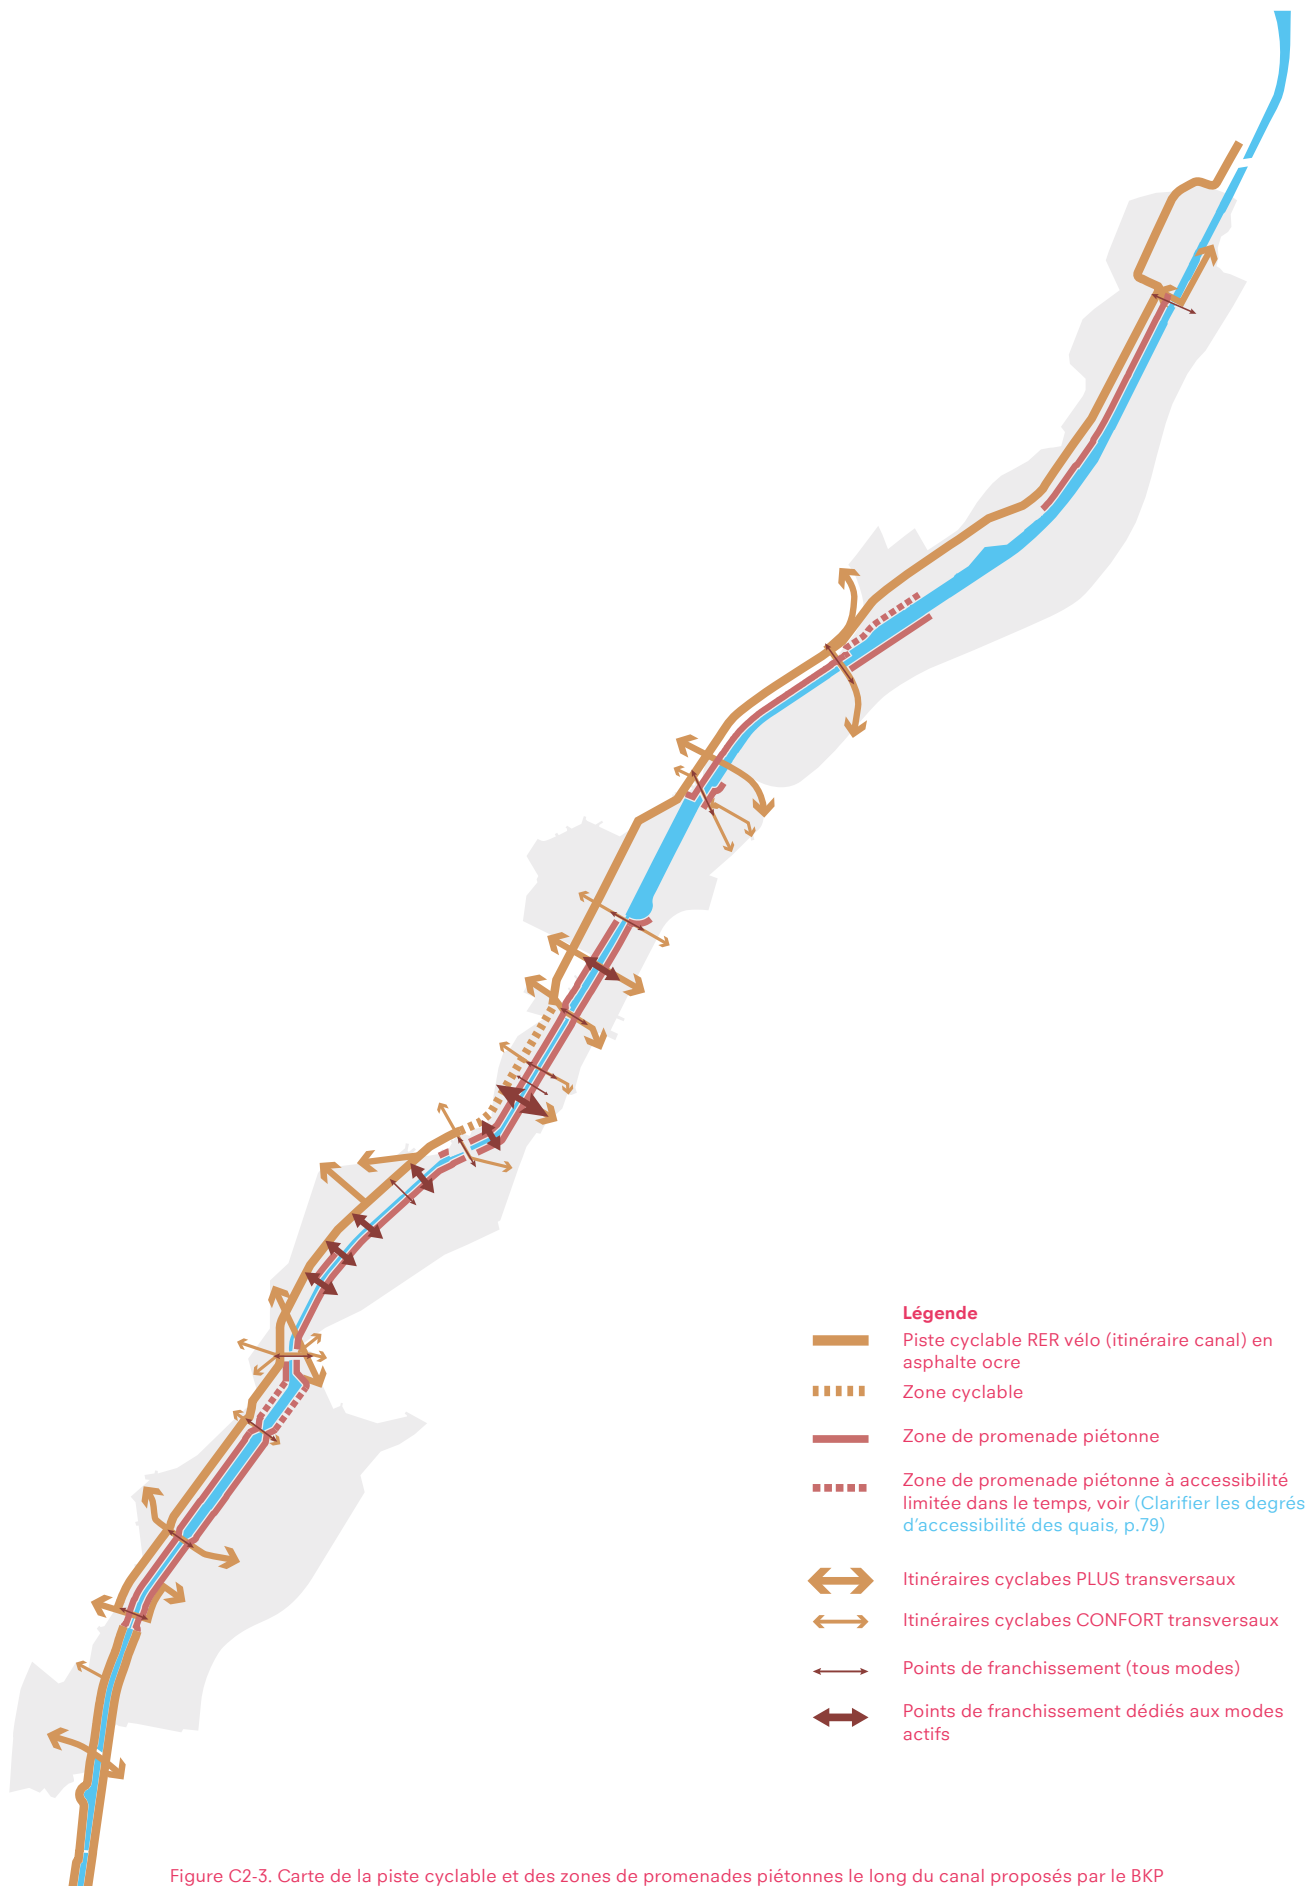 Légende
Piste cyclable RER vélo (itinéraire canal) en
asphalte ocre
Zone cyclable
Zone de promenade piétonne
Zone de promenade piétonne à accessibilité
limitée dans le temps, voir (Clarifier les degrés
d'accessibilité des quais, p.79)
Itinéraires cyclabes PLUS transversaux
Itinéraires cyclabes CONFORT transversaux
Points de franchissement (tous modes)
Points de franchissement dédiés aux modes
actifs
Figure C2-3. Carte de la piste cyclable et des zones de promenades piétonnes le long du canal proposés par le BKP